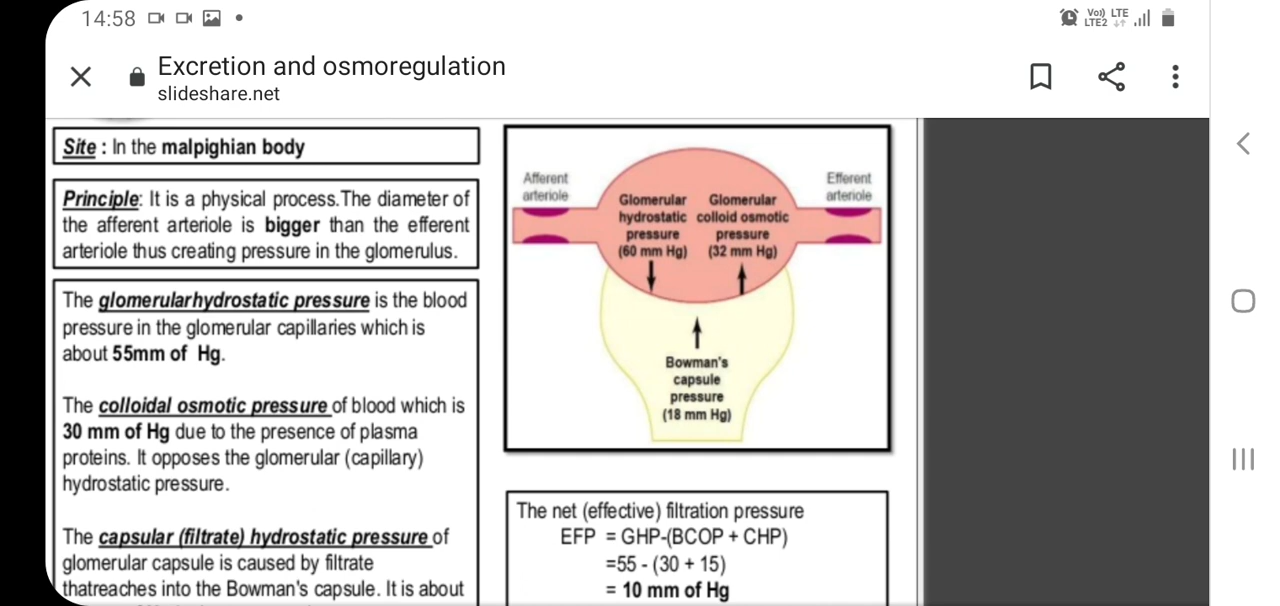 14:58
Vo)) LTE
LTE2
Excretion and osmoregulation
slideshare.net
Site : In the malpighian body
Principle: It is a physical process.The diameter of
the afferent arteriole is bigger than the efferent
arteriole thus creating pressure in the glomerulus.
The glomerularhydrostatic pressure is the blood
pressure in the glomerular capillaries which is
about 55mm of Hg.
The colloidal osmotic pressure of blood which is
30 mm of Hg due to the presence of plasma
proteins. It opposes the glomerular (capillary)
hydrostatic pressure.
The capsular (filtrate) hydrostatic pressure of
glomerular capsule is caused by filtrate
thatreaches into the Bowman's capsule. It is about
Afferent
arteriole
Efferent
arteriole
Glomerular
hydrostatic
pressure
(60 mm Hg)
Glomerular
colloid osmotic
pressure
(32 mm Hg)
Bowman's
capsule
pressure
(18 mm Hg)
The net (effective) filtration pressure
EFP = GHP-(BCOP + CHP)
=55 - (30 + 15)
= 10 mm of Hg